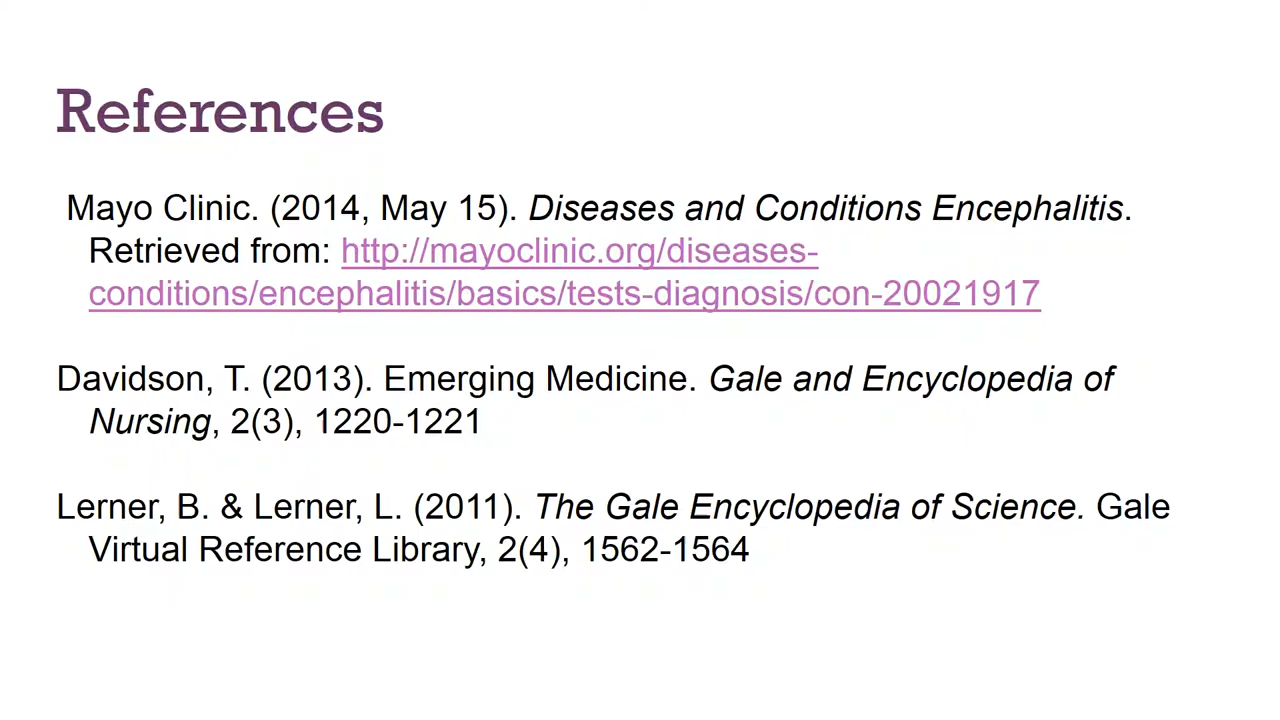 References
Mayo Clinic. (2014, May 15). Diseases and Conditions Encephalitis.
Retrieved from: http://mayoclinic.org/diseases-
conditions/encephalitis/basics/tests-diagnosis/con-20021917
Davidson, T. (2013). Emerging Medicine. Gale and Encyclopedia of
Nursing, 2(3), 1220-1221
Lerner, B. & Lerner, L. (2011). The Gale Encyclopedia of Science. Gale
Virtual Reference Library, 2(4), 1562-1564